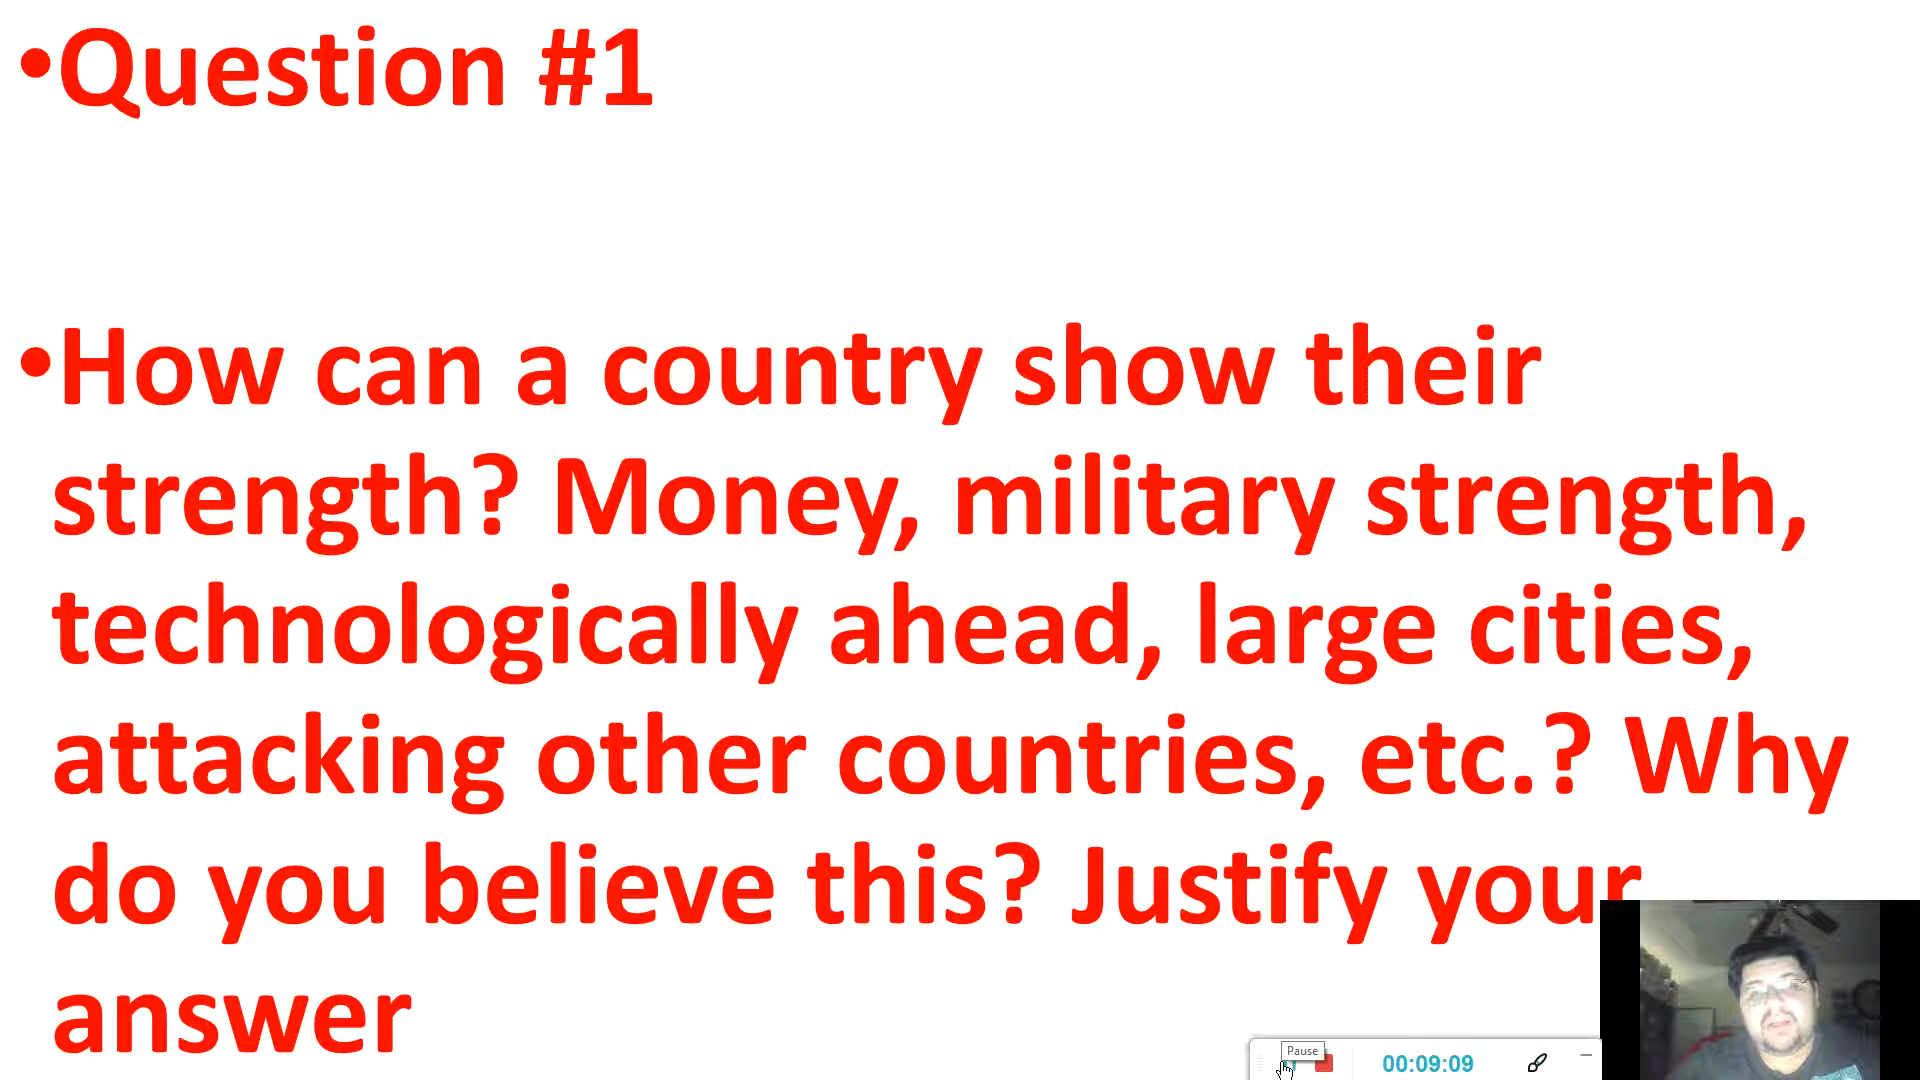 •Question #1
•How can a country show their
strength? Money, military strength,
technologically ahead, large cities,
attacking other countries, etc.? Why
do you believe this? Justify your
answer
Pause
00:09:09